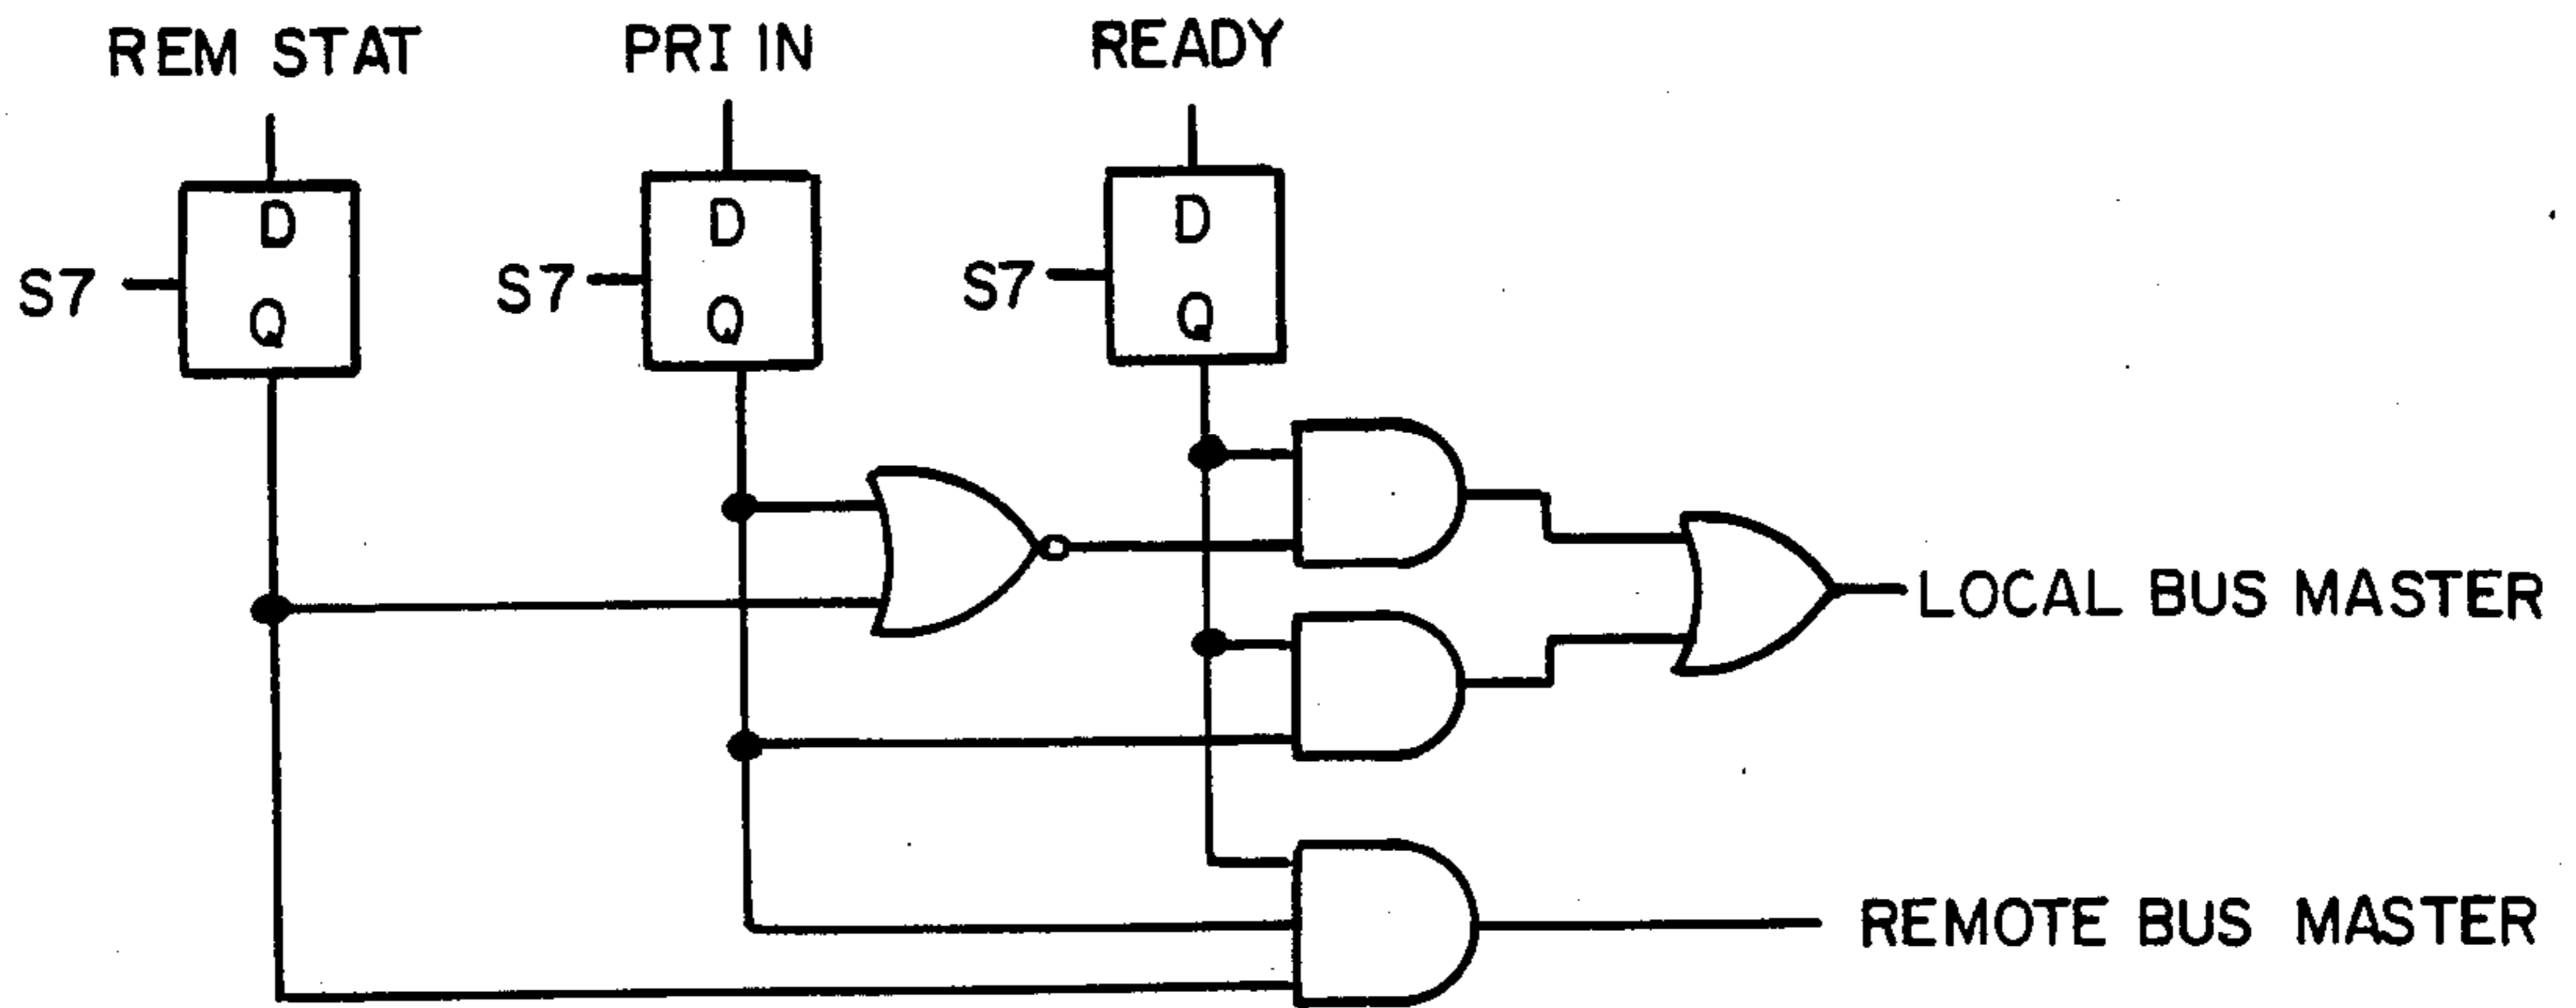 REM STAT
PRI IN
READY
D
D
D
S7
S7
S7
Q
Q
Q
LOCAL BUS MASTER
REMOTE BUS MASTER